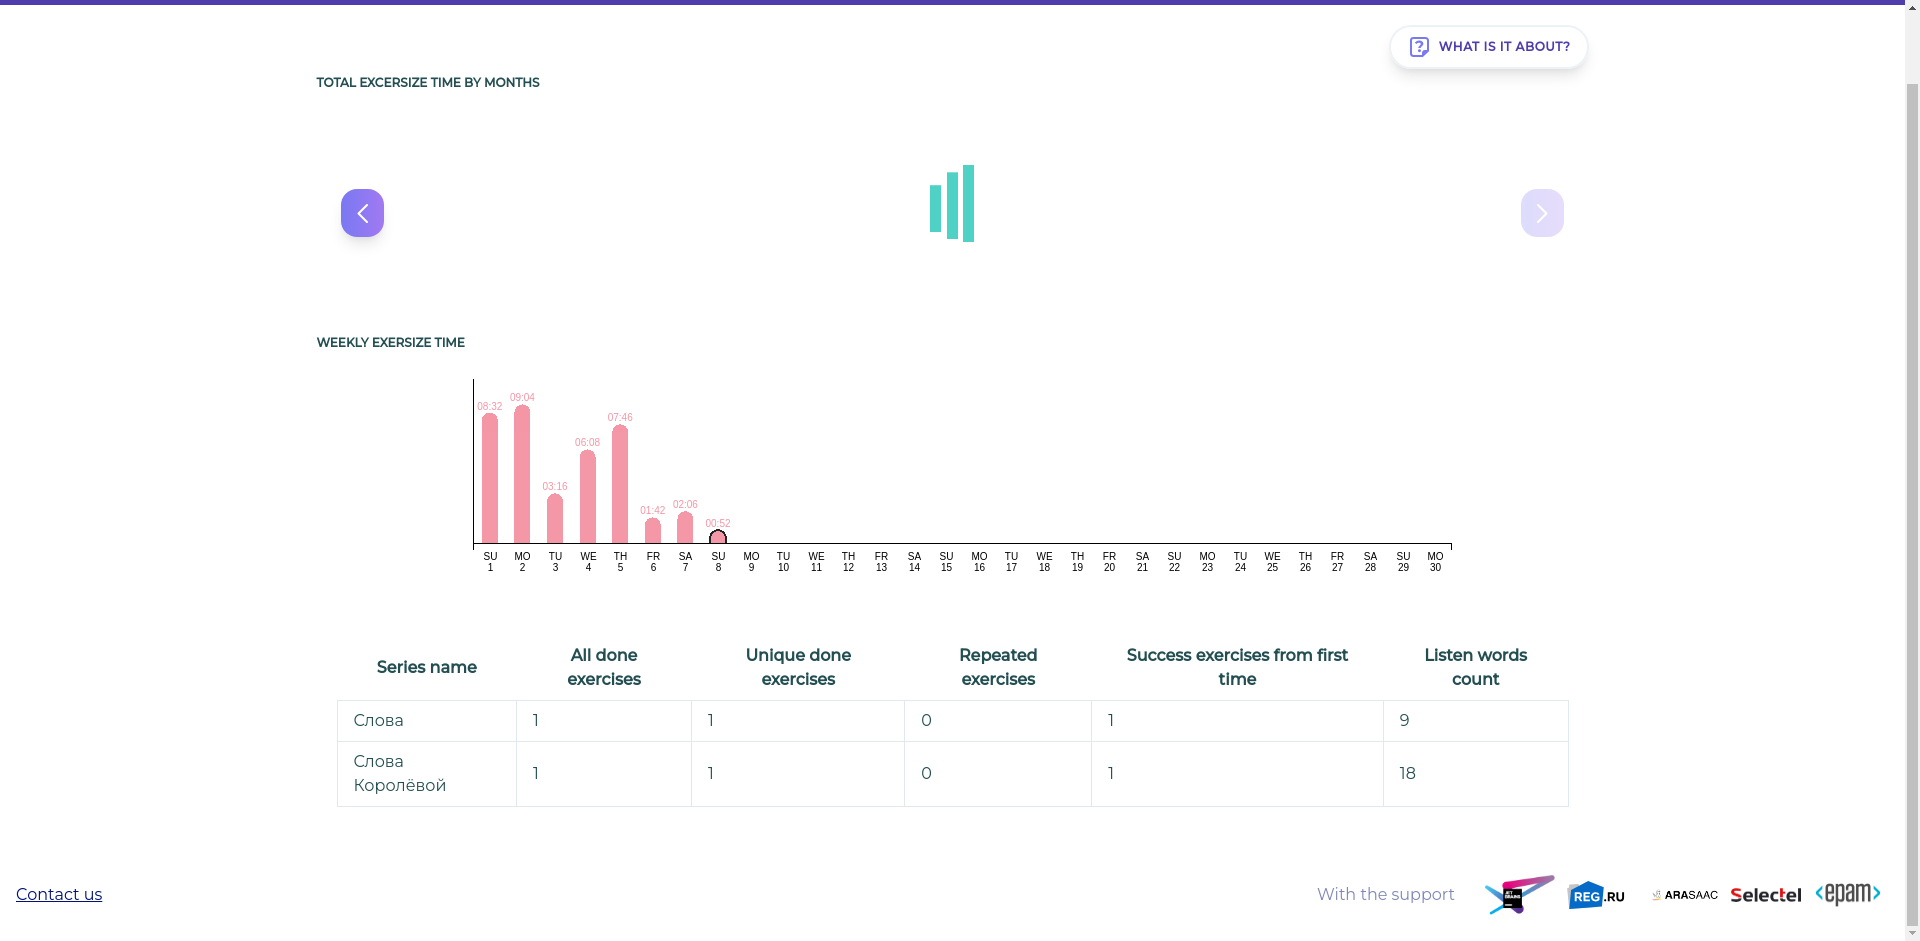 WHAT IS IT ABOUT?
TOTAL EXCERSIZE TIME BY MONTHS
WEEKLY EXERSIZE TIME
08:32 09:04 03:16 06:08 07:46 01:42 02:06 00:52
SU MO TU WE TH FR SA SU MO TU WE TH FR SA SU MO TU WE TH FR SA SU MO TU WE TH FR SA SU MO
1 2 3 4 5 6 7 8 9 10 11 12 13 14 15 16 17 18 19 20 21 22 23 24 25 26 27 28 29 30
Series name All done exercises Unique done exercises Repeated exercises Success exercises from first time Listen words count
Слова 1 1 0 1 9
Слова Королёвой 1 1 0 1 18
Contact us With the support JET BRAINS REG.RU ARASAAC Selectel <epam>